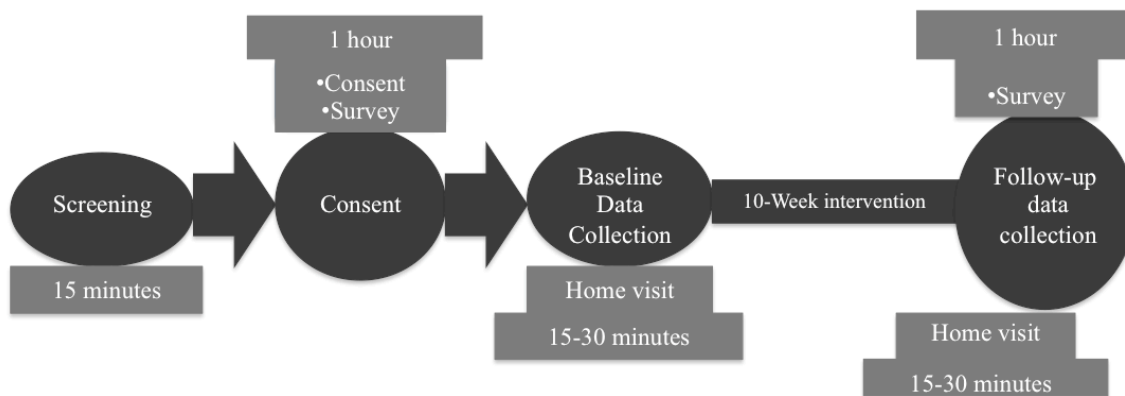 1 hour
•Consent
•Survey
Screening
15 minutes
Consent
Baseline
Data
Collection
Home visit
15-30 minutes
10-Week intervention
1 hour
•Survey
Follow-up
data
collection
Home visit
15-30 minutes